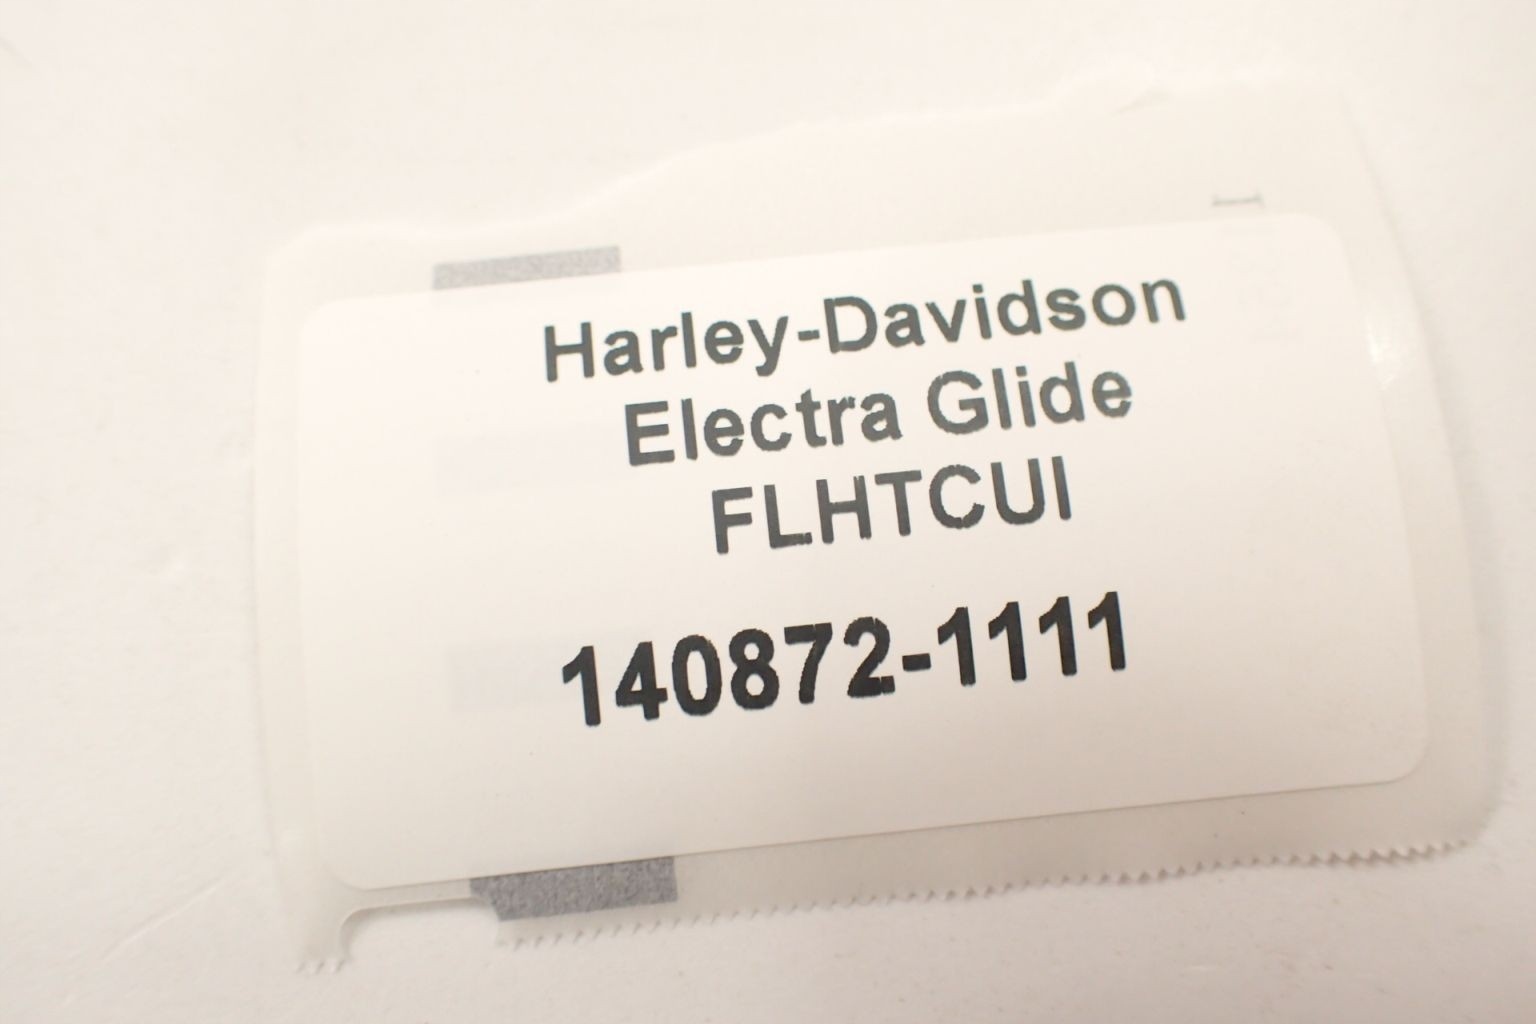 Harley-Davidson
Electra Glide
FLHTCUI
140872-1111